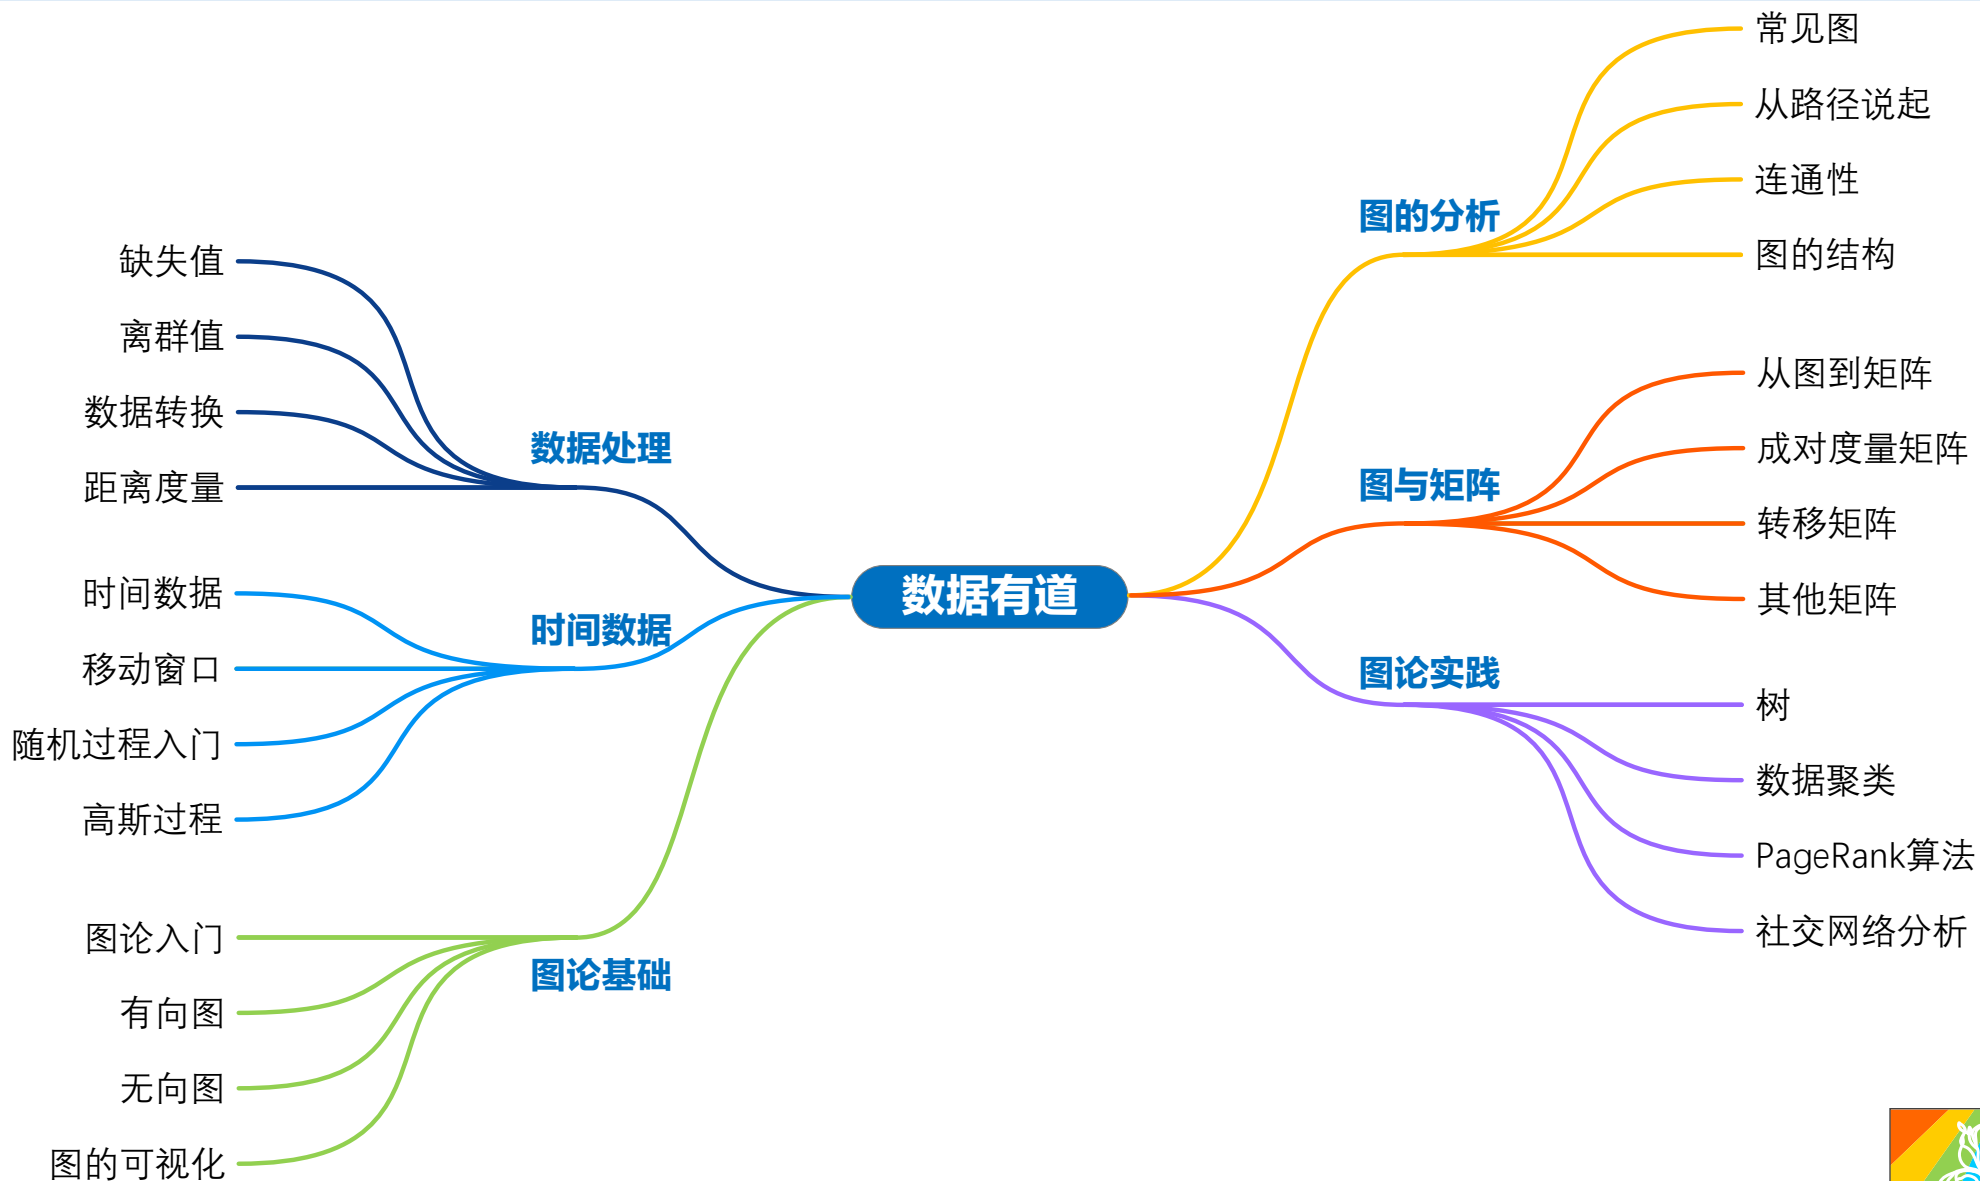 数据有道
数据处理
缺失值
离群值
数据转换
距离度量
时间数据
时间数据
移动窗口
随机过程入门
高斯过程
图论基础
图论入门
有向图
无向图
图的可视化
图的分析
常见图
从路径说起
连通性
图的结构
图与矩阵
从图到矩阵
成对度量矩阵
转移矩阵
其他矩阵
图论实践
树
数据聚类
PageRank算法
社交网络分析